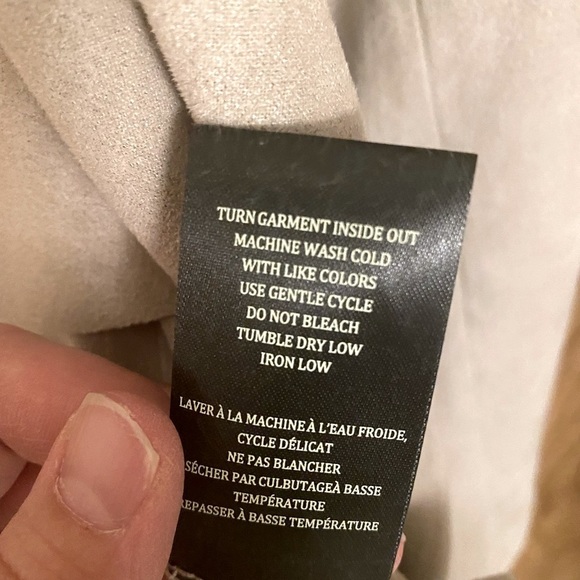 TURN GARMENT INSIDE OUT
MACHINE WASH COLD
WITH LIKE COLORS
USE GENTLE CYCLE
DO NOT BLEACH
TUMBLE DRY LOW
IRON LOW
LAVER À LA MACHINE À L'EAU FROIDE,
CYCLE DÉLICAT
NE PAS BLANCHER
SÉCHER PAR CULBUTAGEÀ BASSE
TEMPÉRATURE
REPASSER À BASSE TEMPÉRATURE